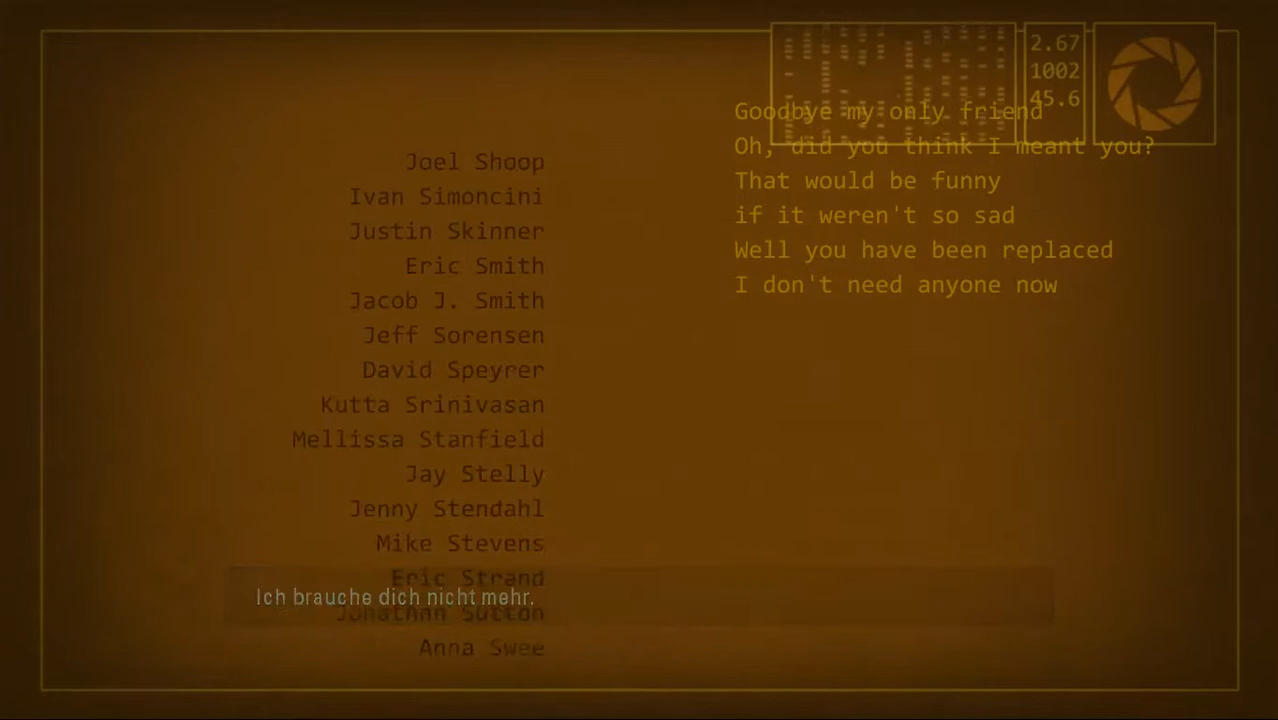 2.67
1002
45.6
Joel Shoop
Ivan Simoncini
Justin Skinner
Eric Smith
Jacob J. Smith
Jeff Sorensen
David Speyrer
Kutta Srinivasan
Mellissa Stanfield
Jay Stelly
Jenny Stendahl
Mike Stevens
Eric Strand
Jonathan Sutton
Anna Swee
Goodbye my only friend
Oh, did you think I meant you?
That would be funny
if it weren't so sad
Well you have been replaced
I don't need anyone now
Ich brauche dich nicht mehr.